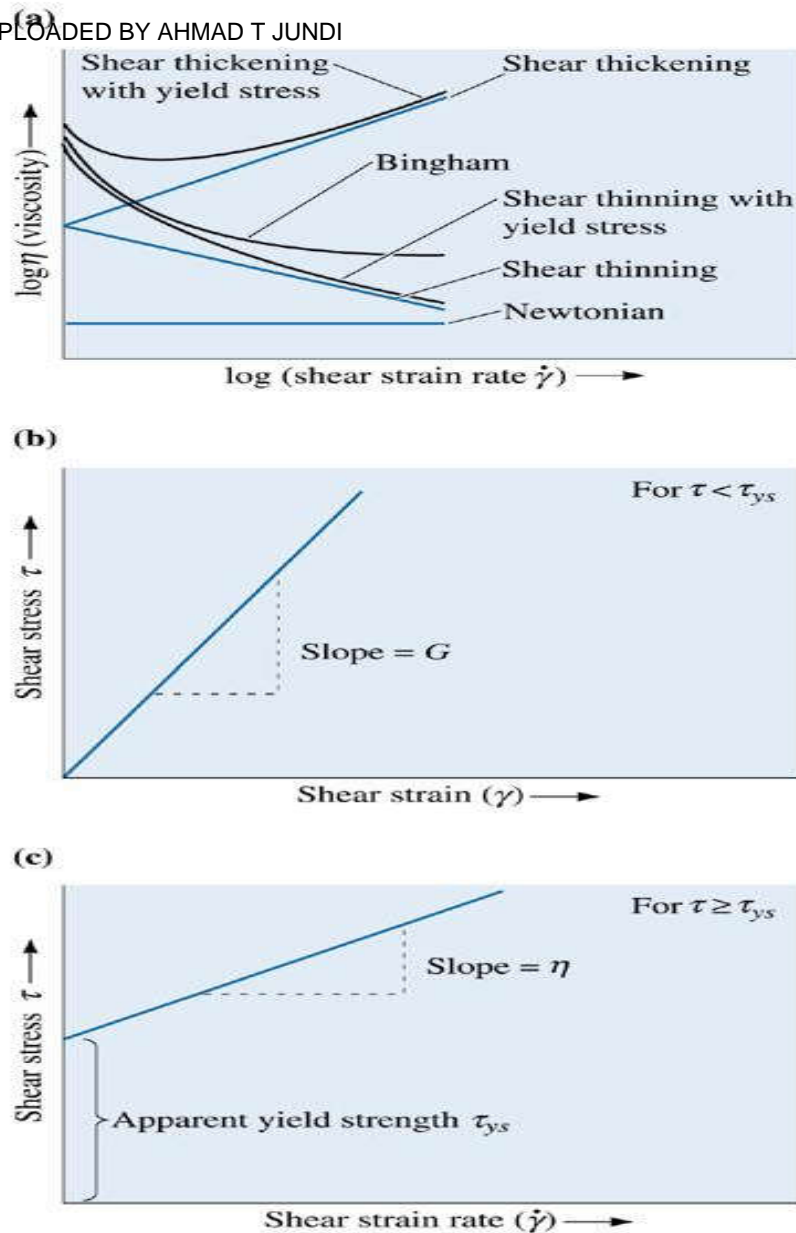 (a)
PLOADED BY AHMAD T JUNDI
Shear thickening
with yield stress
Shear thickening
Bingham
Shear thinning with
yield stress
Shear thinning
Newtonian
logη (viscosity)
log (shear strain rate γ̇)
(b)
For τ < τys
Shear stress τ
Slope = G
Shear strain (γ)
(c)
For τ ≥ τys
Shear stress τ
Slope = η
Apparent yield strength τys
Shear strain rate (γ̇)